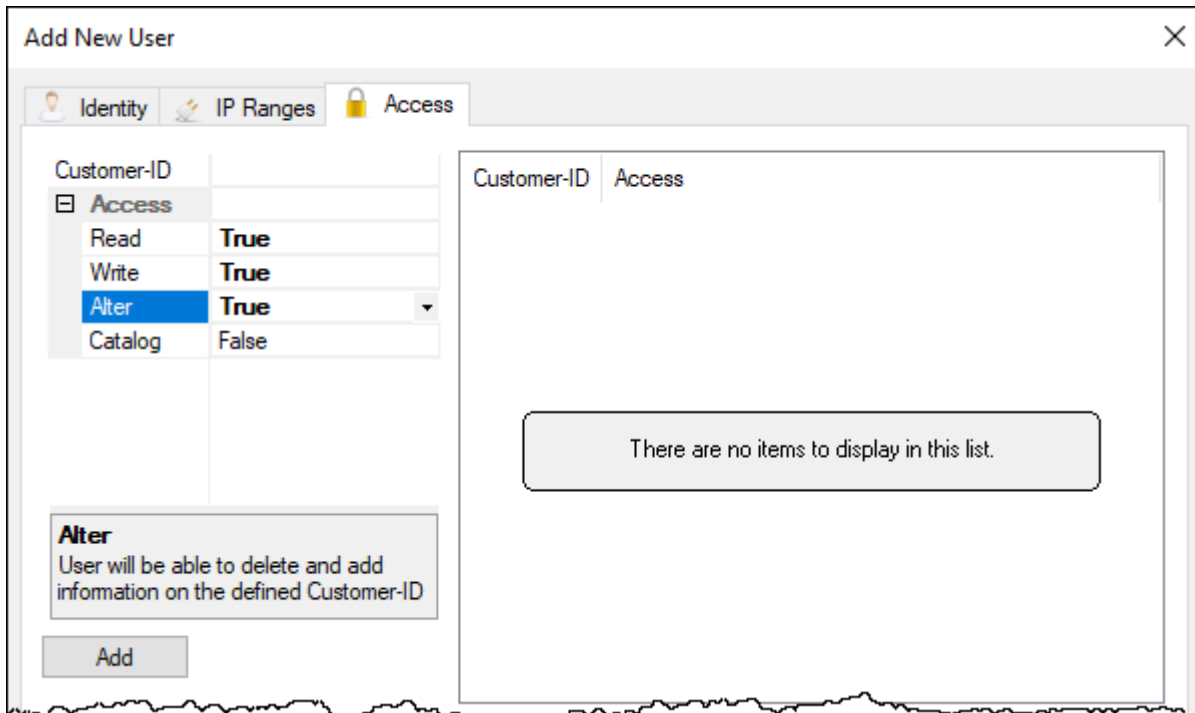 Add New User
Identity IP Ranges Access
Customer-ID
Access
Read True
Write True
Alter True
Catalog False
Alter
User will be able to delete and add
information on the defined Customer-ID
Add
Customer-ID Access
There are no items to display in this list.